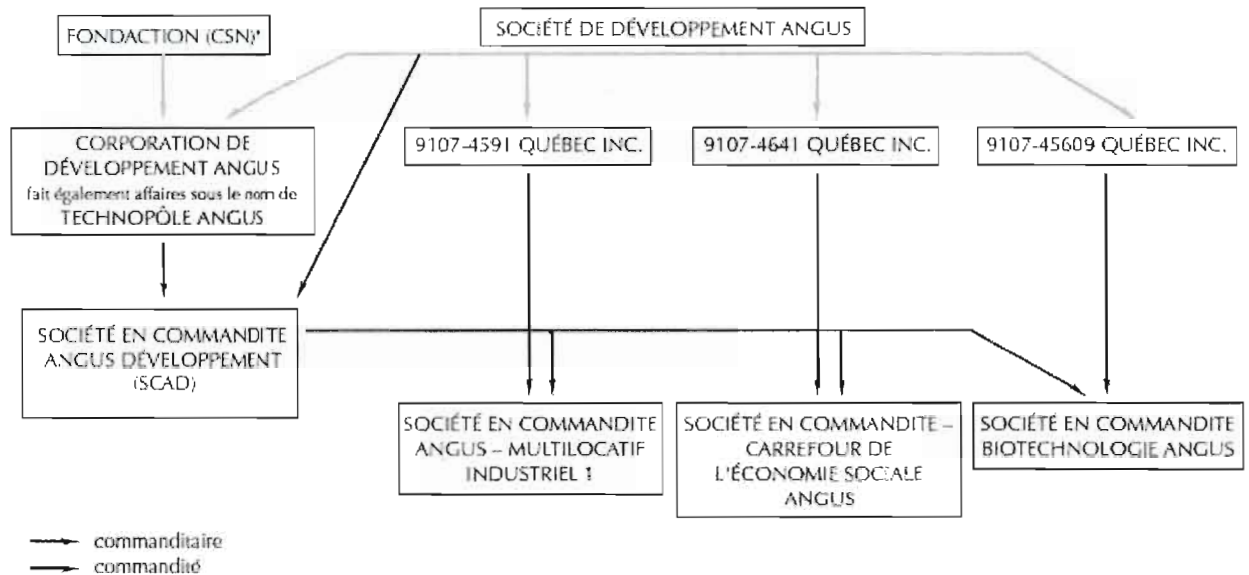 FONDACTION (CSN)*
SOCIÉTÉ DE DÉVELOPPEMENT ANGUS
CORPORATION DE
DÉVELOPPEMENT ANGUS
fait également affaires sous le nom de
TECHNOPÔLE ANGUS
9107-4591 QUÉBEC INC.
9107-4641 QUÉBEC INC.
9107-45609 QUÉBEC INC.
SOCIÉTÉ EN COMMANDITE
ANGUS DÉVELOPPEMENT
(SCAD)
SOCIÉTÉ EN COMMANDITE
ANGUS – MULTILOCATIF
INDUSTRIEL 1
SOCIÉTÉ EN COMMANDITE –
CARREFOUR DE
L'ÉCONOMIE SOCIALE
ANGUS
SOCIÉTÉ EN COMMANDITE
BIOTECHNOLOGIE ANGUS
commanditaire
commandité